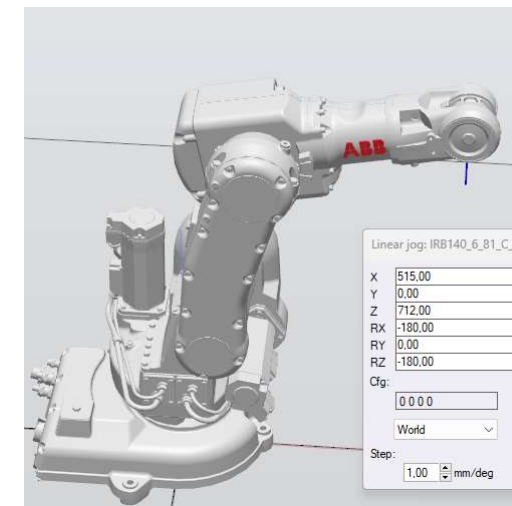 ABB
Linear jog: IRB140_6_81_C_
X 515,00
Y 0,00
Z 712,00
RX -180,00
RY 0,00
RZ -180,00
Cfg:
0 0 0 0
World
Step:
1,00 mm/deg